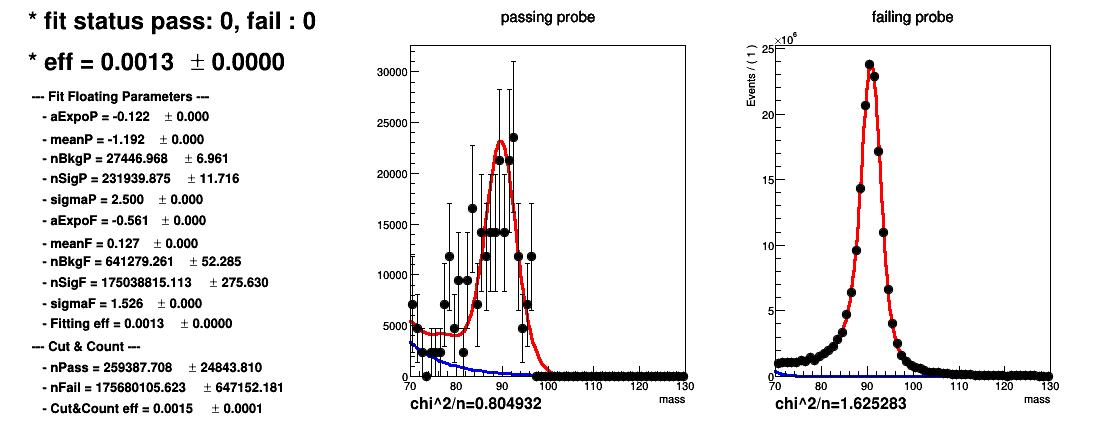 * fit status pass: 0, fail : 0
* eff = 0.0013 ± 0.0000
--- Fit Floating Parameters ---
- aExpoP = -0.122 ± 0.000
- meanP = -1.192 ± 0.000
- nBkgP = 27446.968 ± 6.961
- nSigP = 231939.875 ± 11.716
- sigmaP = 2.500 ± 0.000
- aExpoF = -0.561 ± 0.000
- meanF = 0.127 ± 0.000
- nBkgF = 641279.261 ± 52.285
- nSigF = 175038815.113 ± 275.630
- sigmaF = 1.526 ± 0.000
- Fitting eff = 0.0013 ± 0.0000
--- Cut & Count ---
- nPass = 259387.708 ± 24843.810
- nFail = 175680105.623 ± 647152.181
- Cut&Count eff = 0.0015 ± 0.0001
passing probe
30000
25000
20000
15000
10000
5000
0
70 80 90 100 110 120 130
mass
chi^2/n=0.804932
failing probe
×10^6
Events / ( 1 )
25
20
15
10
5
0
70 80 90 100 110 120 130
mass
chi^2/n=1.625283